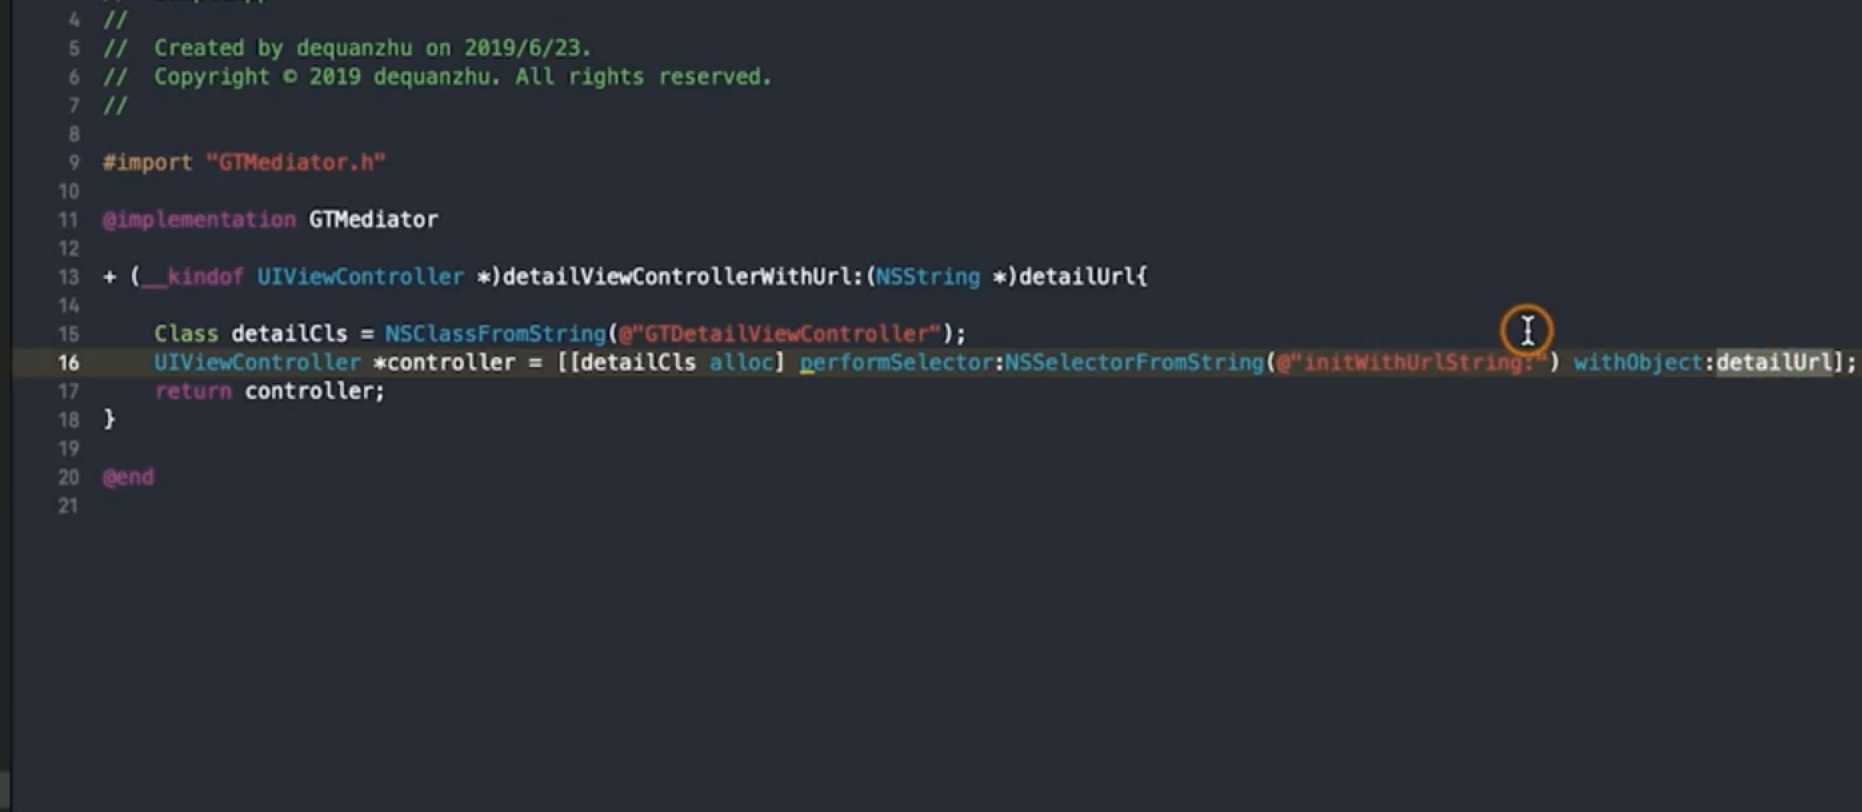 4 //
5 //  Created by dequanzhu on 2019/6/23.
6 //  Copyright © 2019 dequanzhu. All rights reserved.
7 //
8
9 #import "GTMediator.h"
10
11 @implementation GTMediator
12
13 + (__kindof UIViewController *)detailViewControllerWithUrl:(NSString *)detailUrl{
14
15     Class detailCls = NSClassFromString(@"GTDetailViewController");
16     UIViewController *controller = [[detailCls alloc] performSelector:NSSelectorFromString(@"initWithUrlString:") withObject:detailUrl];
17     return controller;
18 }
19
20 @end
21